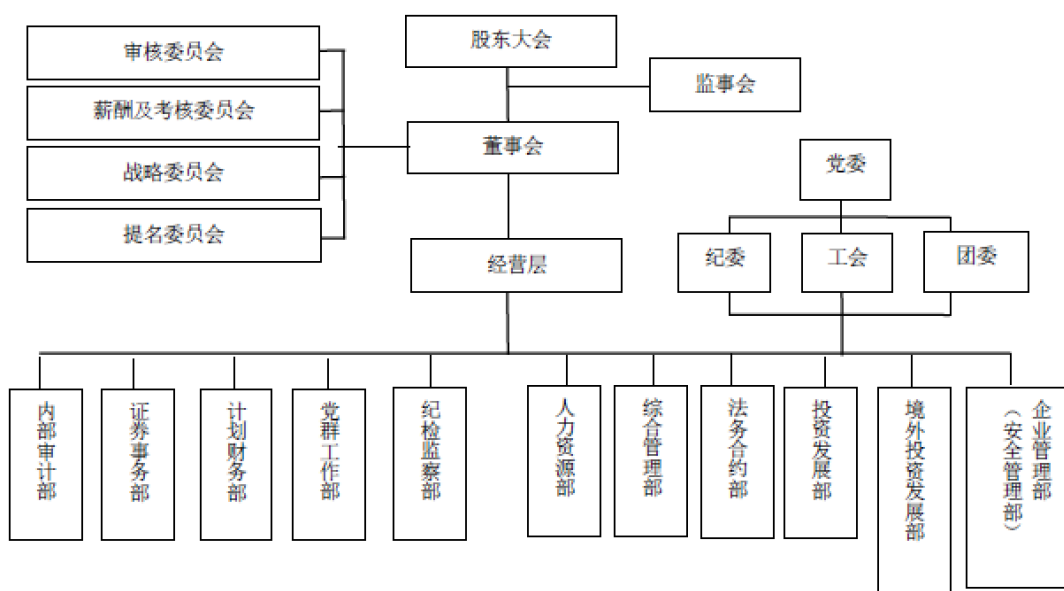 股东大会
审核委员会
监事会
薪酬及考核委员会
董事会
战略委员会
党委
提名委员会
经营层
纪委
工会
团委
内部审计部
证券事务部
计划财务部
党群工作部
纪检监察部
人力资源部
综合管理部
法务合约部
投资发展部
境外投资发展部
企业管理部
（安全管理部）